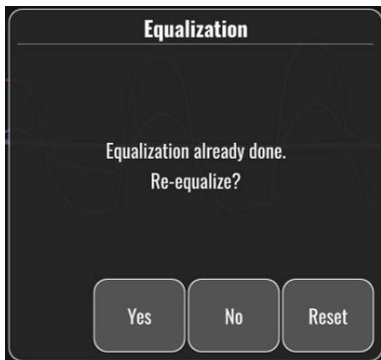 Equalization
Equalization already done.
Re-equalize?
Yes No Reset